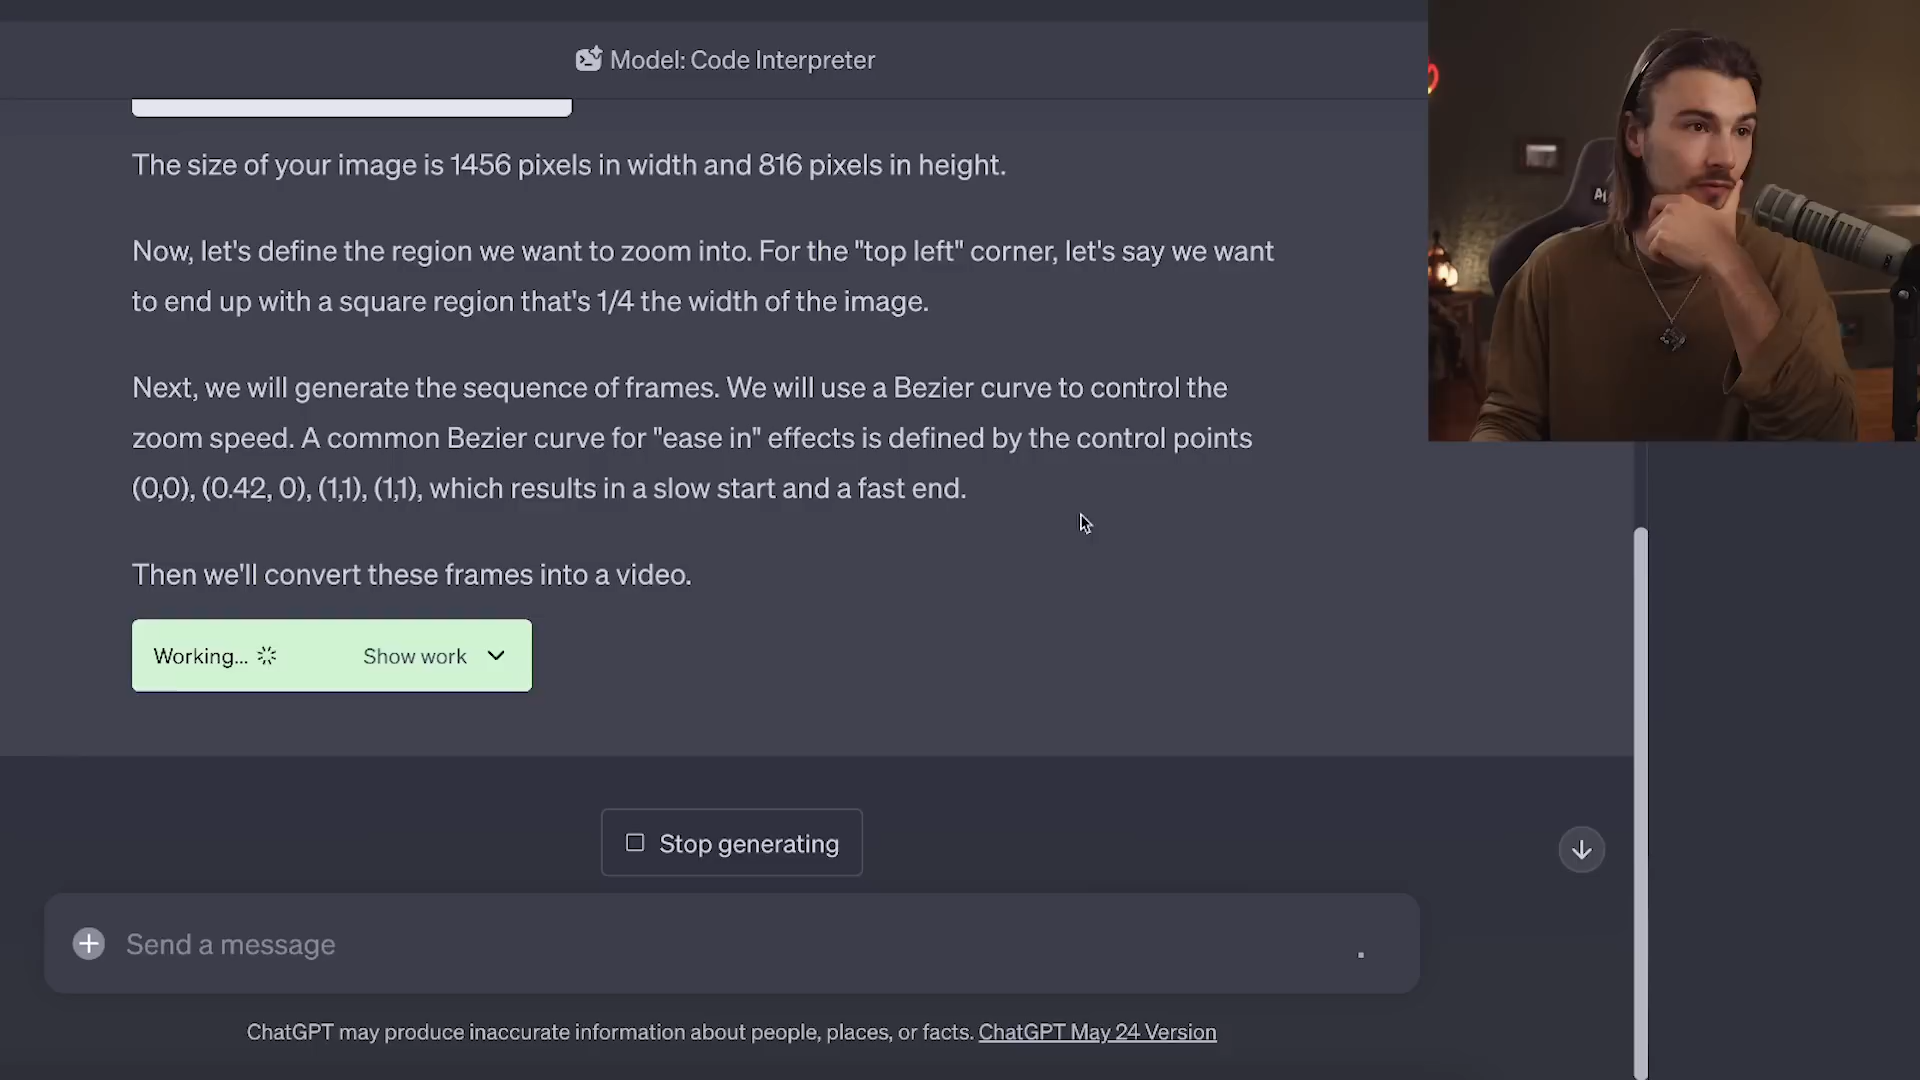 Model: Code Interpreter
The size of your image is 1456 pixels in width and 816 pixels in height.
Now, let's define the region we want to zoom into. For the "top left" corner, let's say we want
to end up with a square region that's 1/4 the width of the image.
Next, we will generate the sequence of frames. We will use a Bezier curve to control the
zoom speed. A common Bezier curve for "ease in" effects is defined by the control points
(0,0), (0.42, 0), (1,1), (1,1), which results in a slow start and a fast end.
Then we'll convert these frames into a video.
Working... Show work
Stop generating
Send a message
ChatGPT may produce inaccurate information about people, places, or facts. ChatGPT May 24 Version